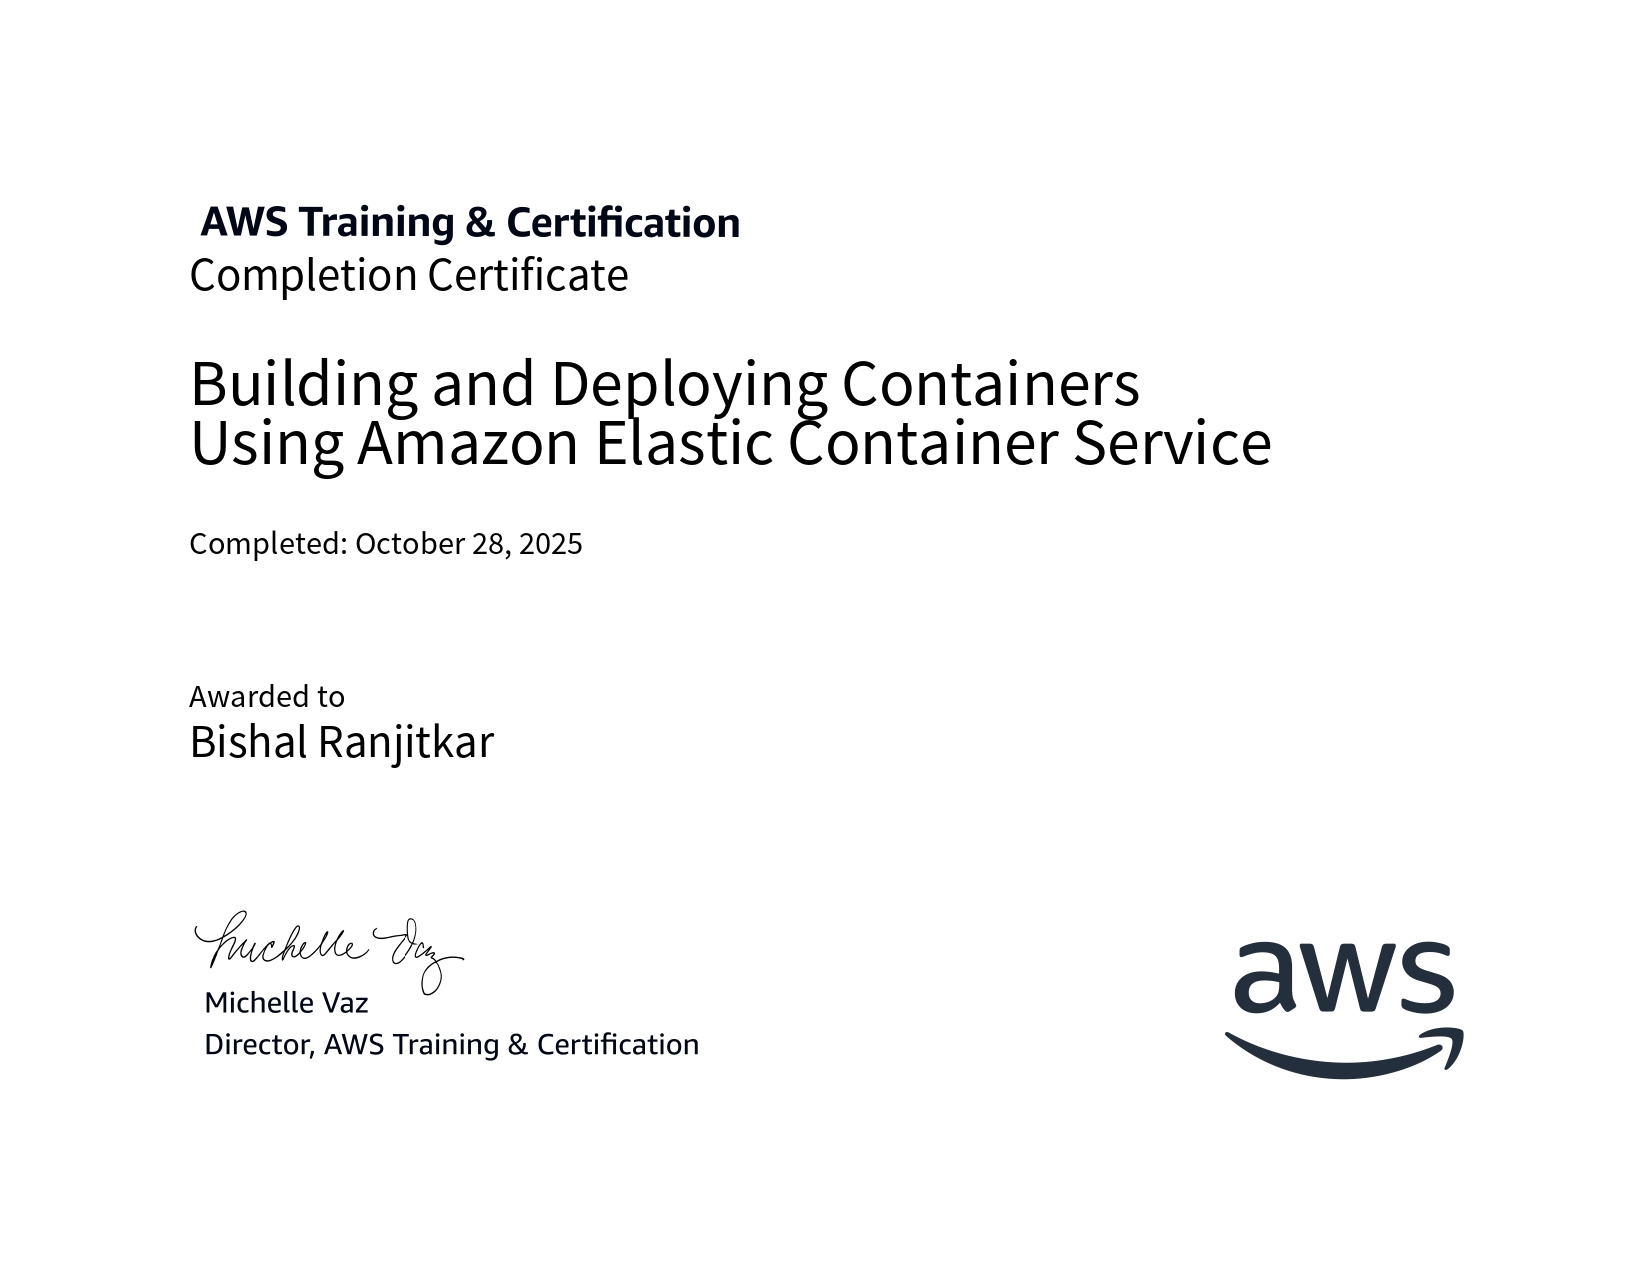 AWS Training & Certification
Completion Certificate
Building and Deploying Containers
Using Amazon Elastic Container Service
Completed: October 28, 2025
Awarded to
Bishal Ranjitkar
Michelle Vaz
Michelle Vaz
Director, AWS Training & Certification
aws